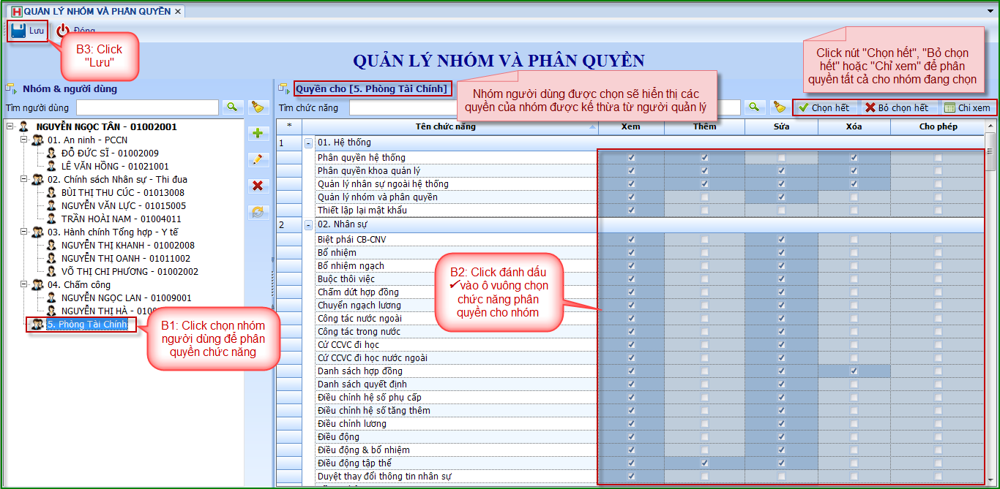 QUẢN LÝ NHÓM VÀ PHÂN QUYỀN
Lưu
Đóng
B3: Click
"Lưu"
QUẢN LÝ NHÓM VÀ PHÂN QUYỀN
Click nút "Chọn hết", "Bỏ chọn
hết" hoặc "Chỉ xem" để phân
quyền tất cả cho nhóm đang chọn
Nhóm & người dùng
Tìm người dùng
NGUYỄN NGỌC TÂN - 01002001
01. An ninh - PCCN
ĐỖ ĐỨC SĨ - 01002009
LÊ VĂN HỒNG - 01021001
02. Chính sách Nhân sự - Thi đua
BÙI THỊ THU CÚC - 01013008
NGUYỄN VĂN LỰC - 01015005
TRẦN HOÀI NAM - 01004011
03. Hành chính Tổng hợp - Y tế
NGUYỄN THỊ KHANH - 01002008
NGUYỄN THỊ OANH - 01011002
VÕ THỊ CHI PHƯƠNG - 01002002
04. Chấm công
NGUYỄN NGỌC LAN - 01009001
NGUYỄN THỊ HÀ -
5. Phòng Tài Chính
B1: Click chọn nhóm
người dùng để phân
quyền chức năng
Quyền cho [5. Phòng Tài Chính]
Nhóm người dùng được chọn sẽ hiển thị các
quyền của nhóm được kế thừa từ người quản lý
Tìm chức năng
Chọn hết Bỏ chọn hết Chỉ xem
* Tên chức năng Xem Thêm Sửa Xóa Cho phép
1 01. Hệ thống
Phân quyền hệ thống
Phân quyền khoa quản lý
Quản lý nhân sự ngoài hệ thống
Quản lý nhóm và phân quyền
Thiết lập lại mật khẩu
2 02. Nhân sự
Biệt phái CB-CNV
Bổ nhiệm
Bổ nhiệm ngạch
Buộc thôi việc
Chấm dứt hợp đồng
Chuyển ngạch lương
Công tác nước ngoài
Công tác trong nước
Cử CCVC đi học
Cử CCVC đi học nước ngoài
Danh sách hợp đồng
Danh sách quyết định
Điều chỉnh hệ số phụ cấp
Điều chỉnh hệ số tăng thêm
Điều chỉnh lương
Điều động
Điều động & bổ nhiệm
Điều động tập thể
Duyệt thay đổi thông tin nhân sự
B2: Click đánh dấu
✓vào ô vuông chọn
chức năng phân
quyền cho nhóm